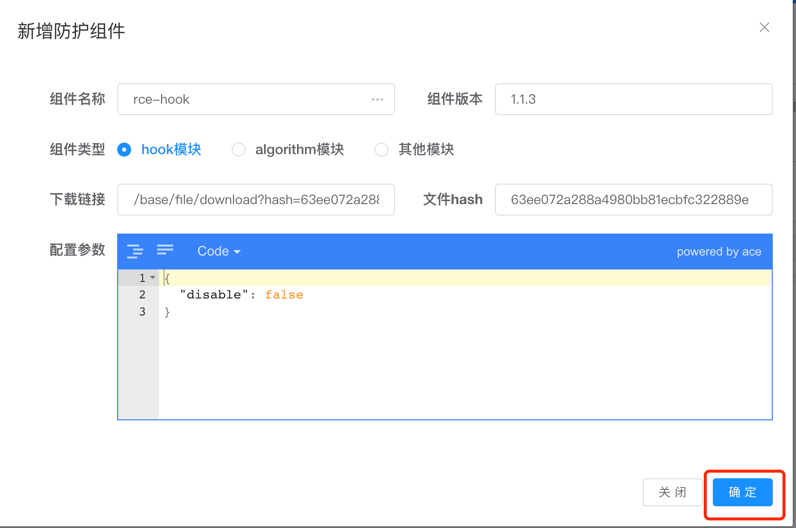 新增防护组件
组件名称 rce-hook 组件版本 1.1.3
组件类型 hook模块 algorithm模块 其他模块
下载链接 /base/file/download?hash=63ee072a28 文件hash 63ee072a288a4980bb81ecbfc322889e
配置参数 Code powered by ace
1 {
2 "disable": false
3 }
关 闭 确 定